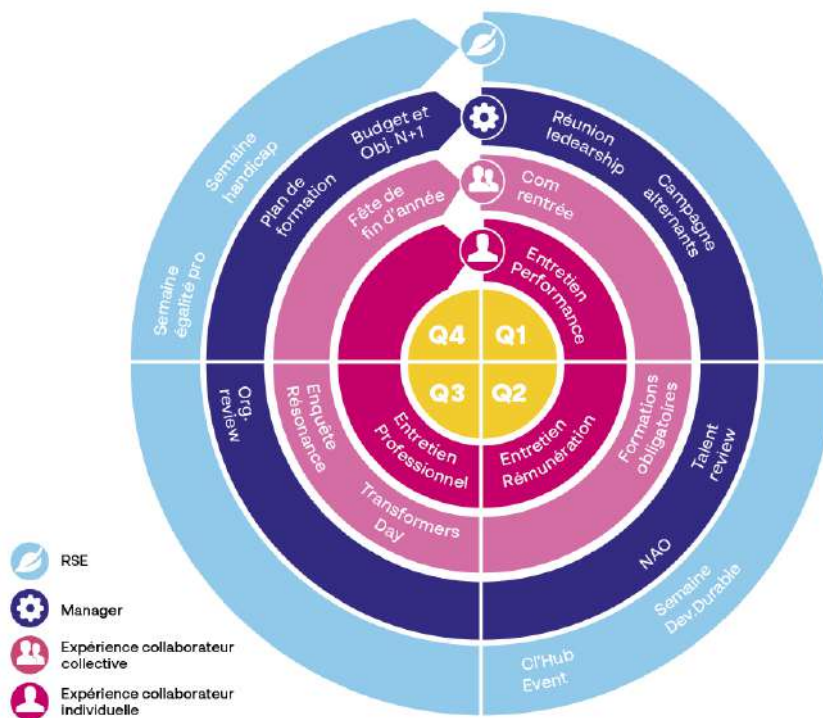 Semaine
handicap
Semaine
égalité pro
Budget et
Obj. N+1
Plan de
formation
Réunion
ledearship
Campagne
alternants
Fête de
fin d'année
Com
rentrée
Entretien
Performance
Q4
Q1
Q3
Q2
Org.
review
Enquête
Résonance
Entretien
Professionnel
Entretien
Rémunération
Formations
obligatoires
Talent
review
Transformers
Day
NAO
Semaine
Dev.Durable
Cl'Hub
Event
RSE
Manager
Expérience collaborateur
collective
Expérience collaborateur
individuelle